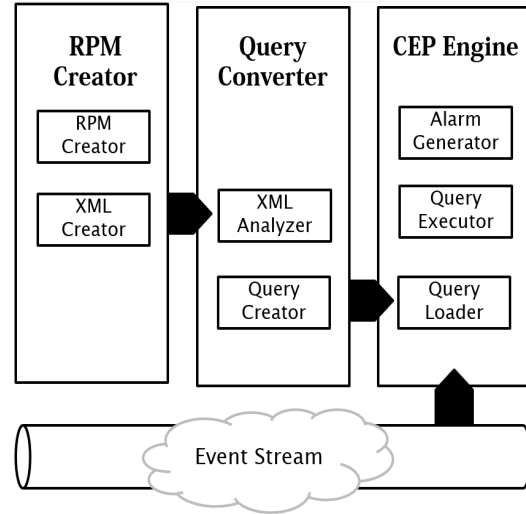 RPM
Creator
RPM
Creator
XML
Creator
Query
Converter
XML
Analyzer
Query
Creator
CEP Engine
Alarm
Generator
Query
Executor
Query
Loader
Event Stream